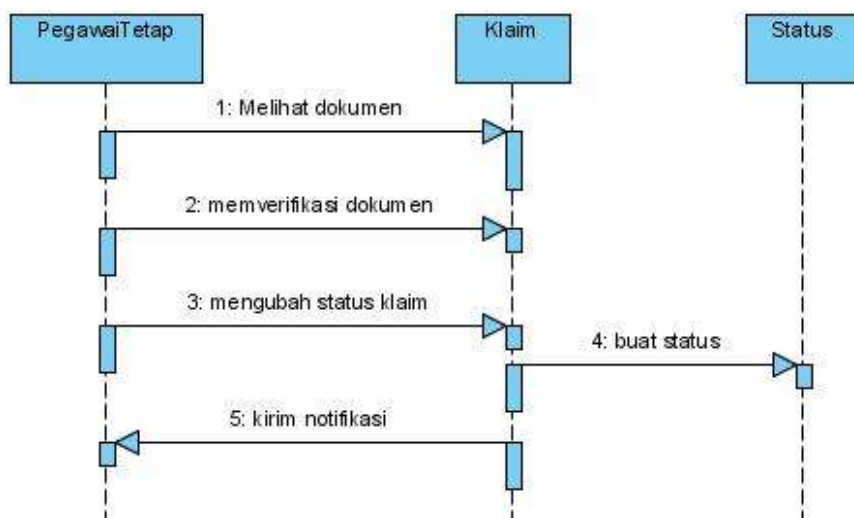 PegawaiTetap
Klaim
Status
1: Melihat dokumen
2: memverifikasi dokumen
3: mengubah status klaim
4: buat status
5: kirim notifikasi